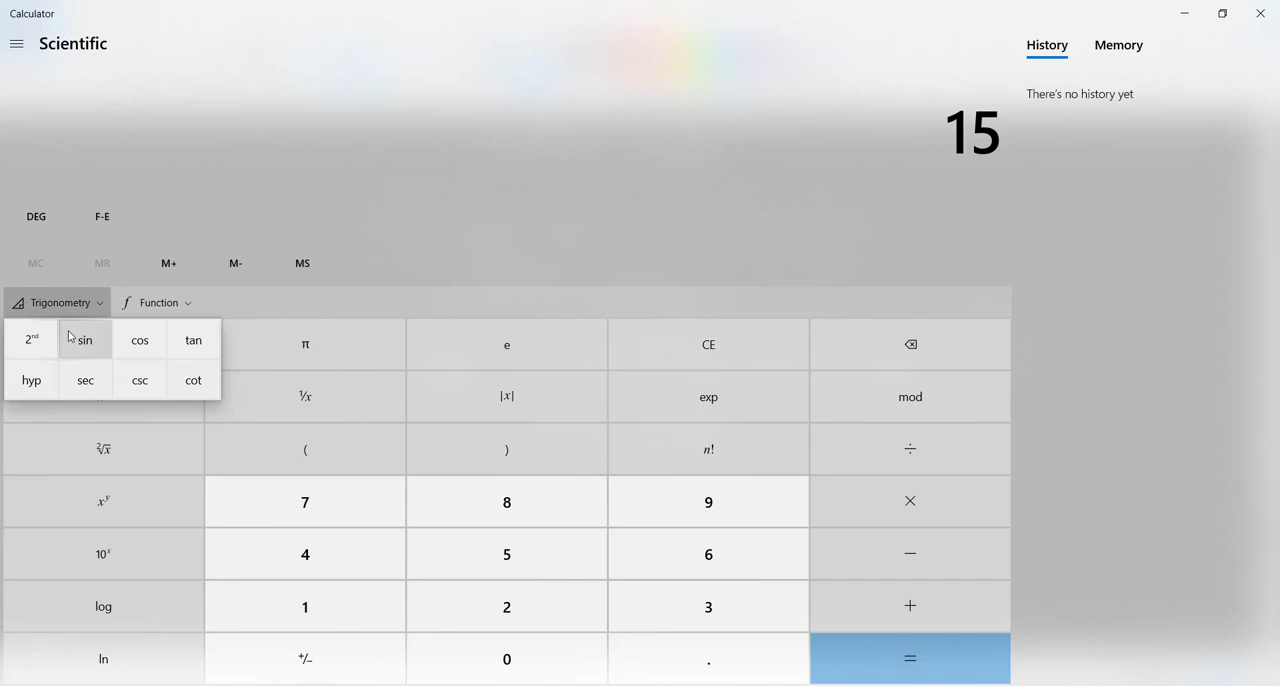 Calculator
Scientific
History Memory
There's no history yet
15
DEG F-E
MC MR M+ M- MS
Trigonometry f Function
2nd sin cos tan
hyp sec csc cot
π e CE
¹/x |x| exp mod
²√x ( ) n! ÷
xʸ 7 8 9 ×
10ˣ 4 5 6 −
log 1 2 3 +
ln +/− 0 . =